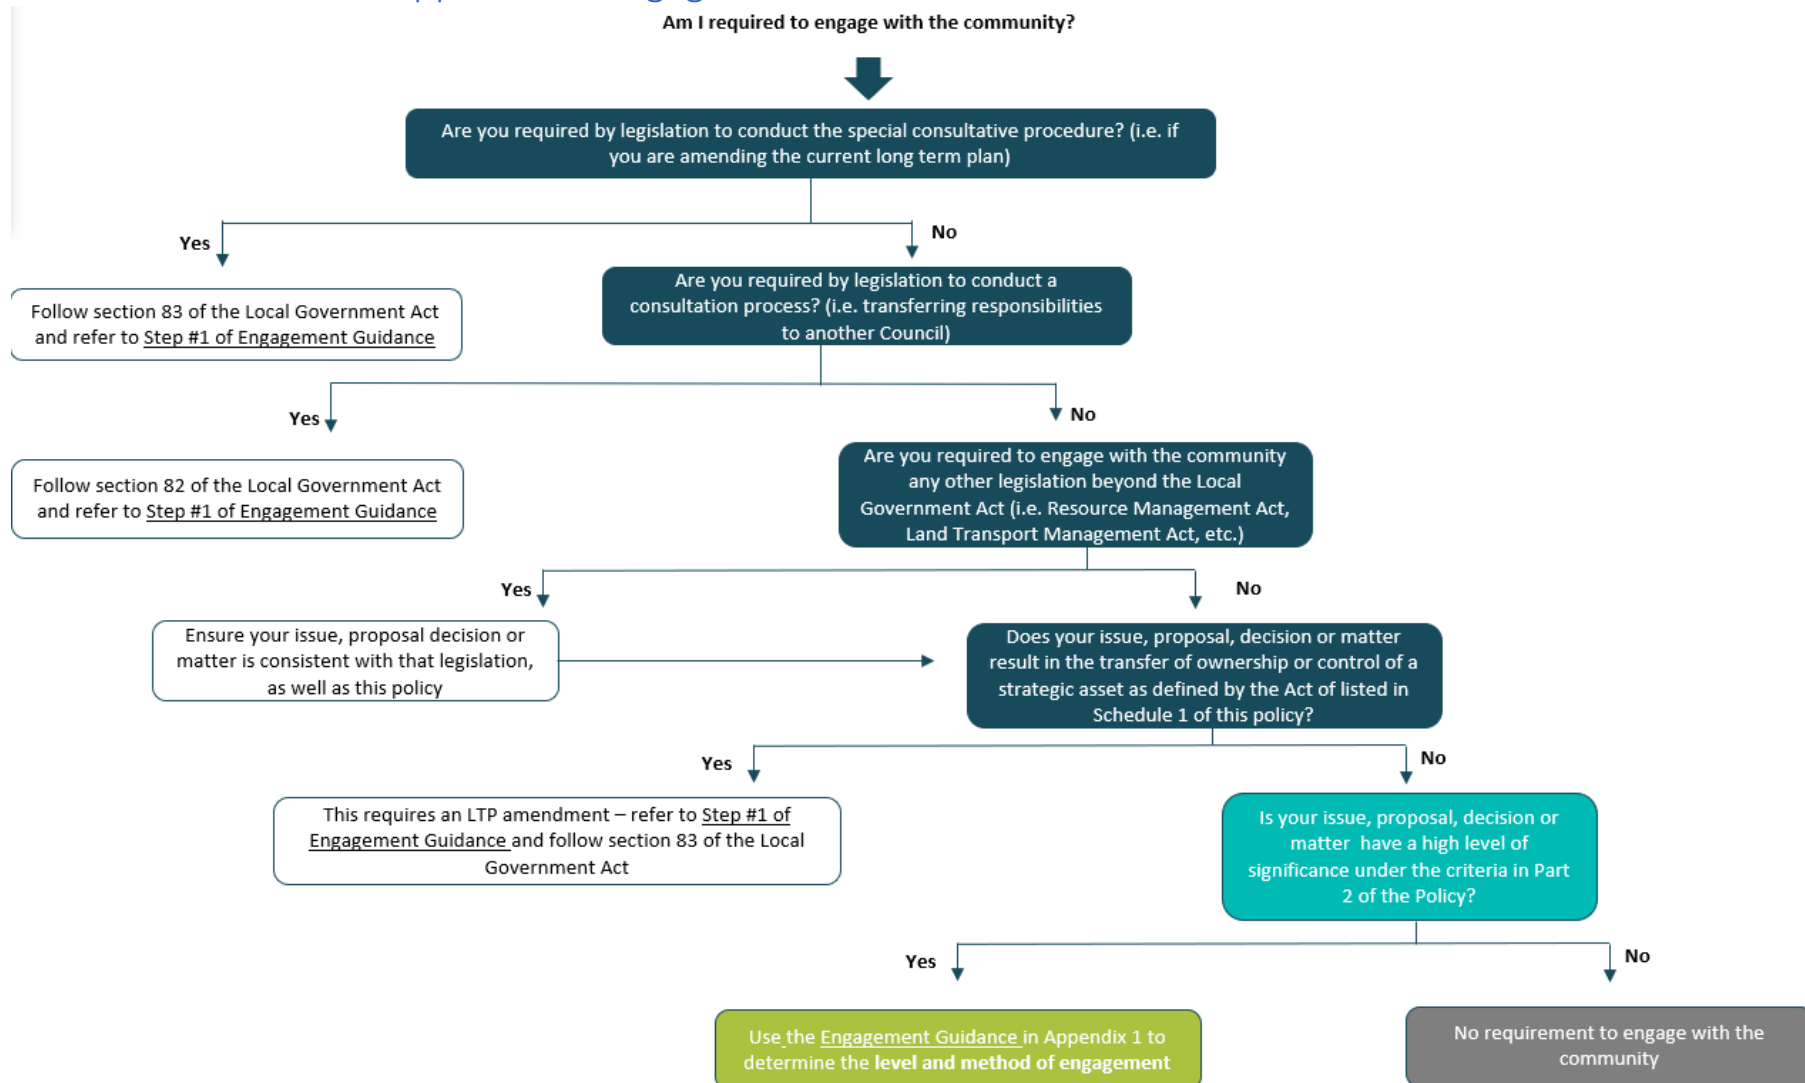 Am I required to engage with the community?
Are you required by legislation to conduct the special consultative procedure? (i.e. if
you are amending the current long term plan)
Yes
No
Follow section 83 of the Local Government Act
and refer to Step #1 of Engagement Guidance
Are you required by legislation to conduct a
consultation process? (i.e. transferring responsibilities
to another Council)
Yes
No
Follow section 82 of the Local Government Act
and refer to Step #1 of Engagement Guidance
Are you required to engage with the community
any other legislation beyond the Local
Government Act (i.e. Resource Management Act,
Land Transport Management Act, etc.)
Yes
No
Ensure your issue, proposal decision or
matter is consistent with that legislation,
as well as this policy
Does your issue, proposal, decision or matter
result in the transfer of ownership or control of a
strategic asset as defined by the Act of listed in
Schedule 1 of this policy?
Yes
No
This requires an LTP amendment – refer to Step #1 of
Engagement Guidance and follow section 83 of the Local
Government Act
Is your issue, proposal, decision or
matter have a high level of
significance under the criteria in Part
2 of the Policy?
Yes
No
Use the Engagement Guidance in Appendix 1 to
determine the level and method of engagement
No requirement to engage with the
community